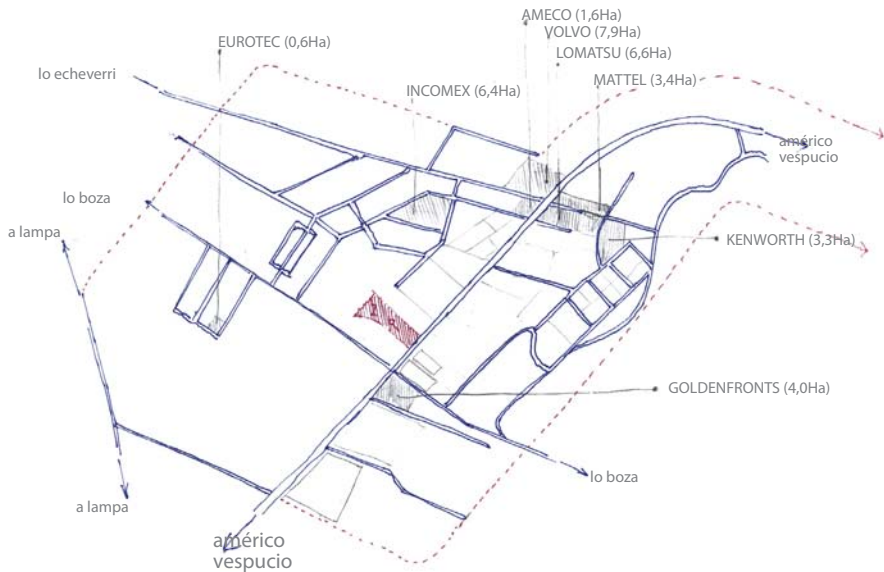 AMECO (1,6Ha)
VOLVO (7,9Ha)
EUROTEC (0,6Ha)
LOMATSU (6,6Ha)
lo echeverri
MATTEL (3,4Ha)
INCOMEX (6,4Ha)
américo
vespucio
lo boza
a lampa
KENWORTH (3,3Ha)
GOLDENFRONTS (4,0Ha)
lo boza
a lampa
américo
vespucio